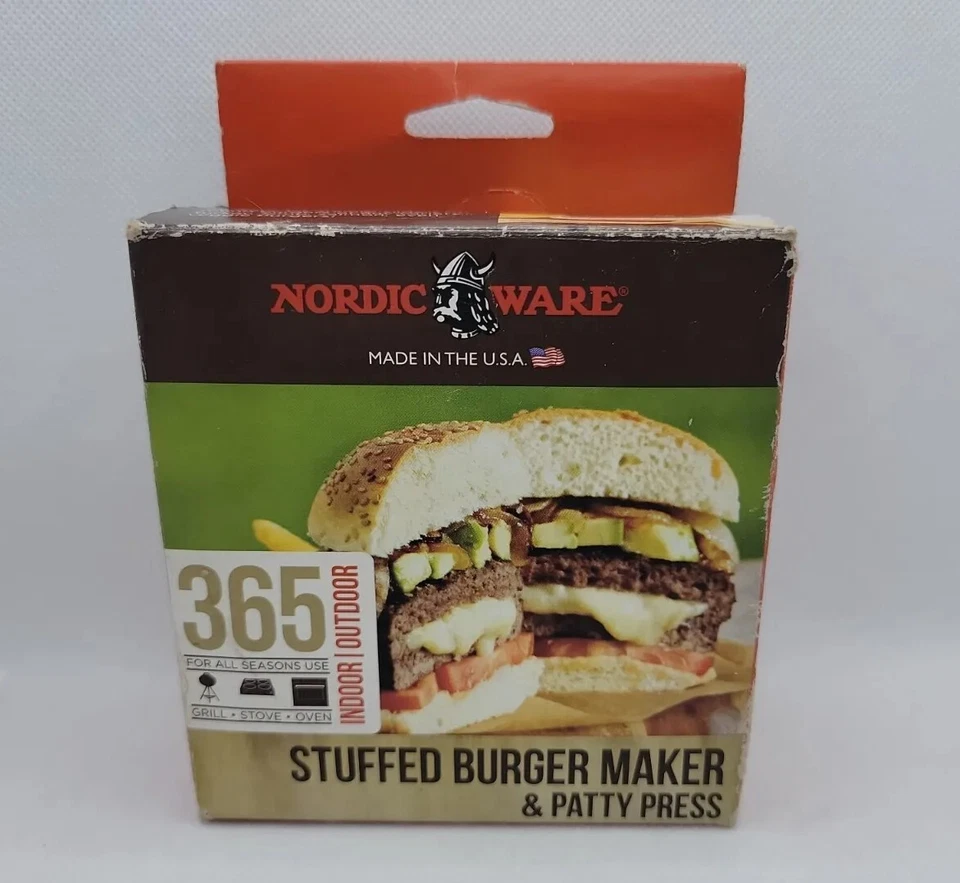 NORDIC WARE®
MADE IN THE U.S.A.
365
INDOOR | OUTDOOR
FOR ALL SEASONS USE
GRILL • STOVE • OVEN
STUFFED BURGER MAKER
& PATTY PRESS